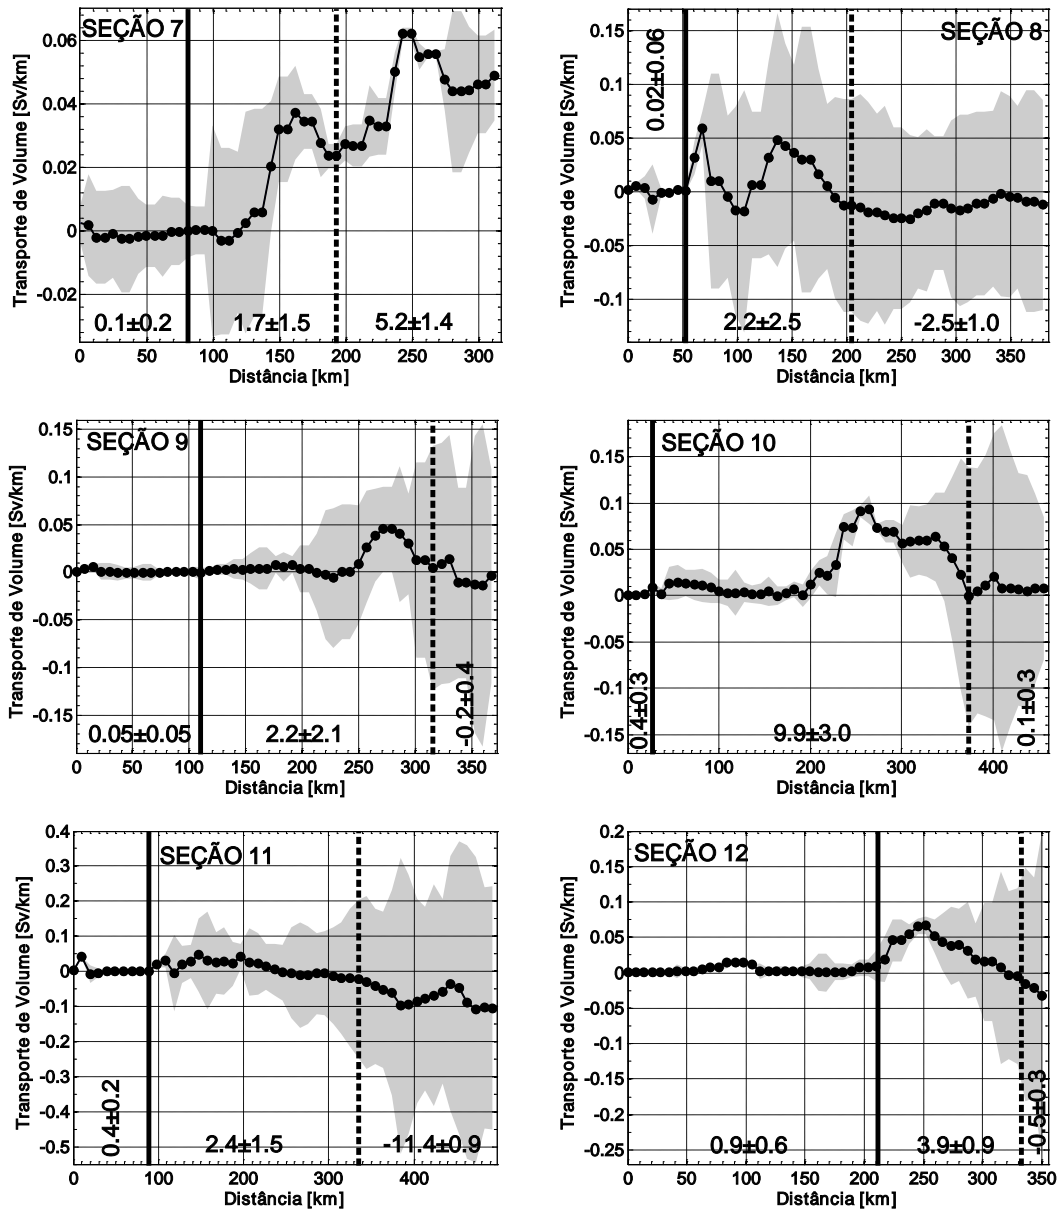 SEÇÃO 7
Transporte de Volume [Sv/km]
0.06
0.04
0.02
0
-0.02
0.1±0.2
1.7±1.5
5.2±1.4
0 50 100 150 200 250 300
Distância [km]
SEÇÃO 8
Transporte de Volume [Sv/km]
0.15
0.1
0.05
0
-0.05
-0.1
0.02±0.06
2.2±2.5
-2.5±1.0
0 50 100 150 200 250 300 350
Distância [km]
SEÇÃO 9
Transporte de Volume [Sv/km]
0.15
0.1
0.05
0
-0.05
-0.1
-0.15
0.05±0.05
2.2±2.1
-0.2±0.4
0 50 100 150 200 250 300 350
Distância [km]
SEÇÃO 10
Transporte de Volume [Sv/km]
0.15
0.1
0.05
0
-0.05
-0.1
-0.15
0.4±0.3
9.9±3.0
0.1±0.3
0 100 200 300 400
Distância [km]
SEÇÃO 11
Transporte de Volume [Sv/km]
0.4
0.3
0.2
0.1
0
-0.1
-0.2
-0.3
-0.4
-0.5
0.4±0.2
2.4±1.5
-11.4±0.9
0 100 200 300 400
Distância [km]
SEÇÃO 12
Transporte de Volume [Sv/km]
0.2
0.15
0.1
0.05
0
-0.05
-0.1
-0.15
-0.2
-0.25
0.9±0.6
3.9±0.9
-0.5±0.3
0 50 100 150 200 250 300 350
Distância [km]